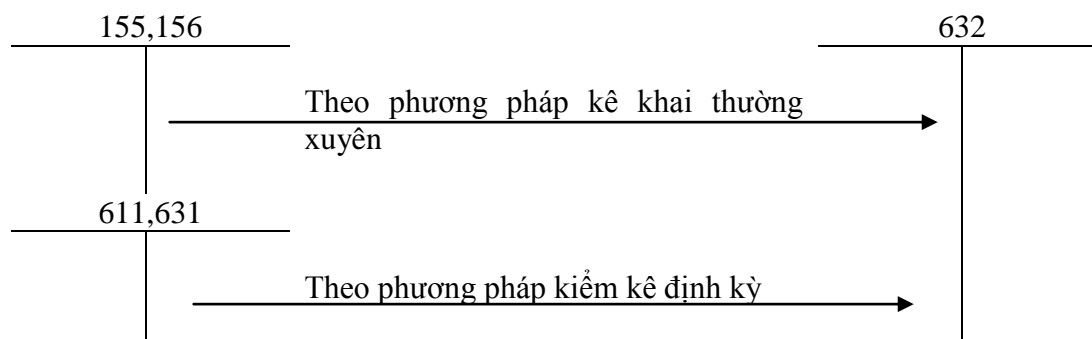 155,156
632
Theo phương pháp kê khai thường
xuyên
611,631
Theo phương pháp kiểm kê định kỳ